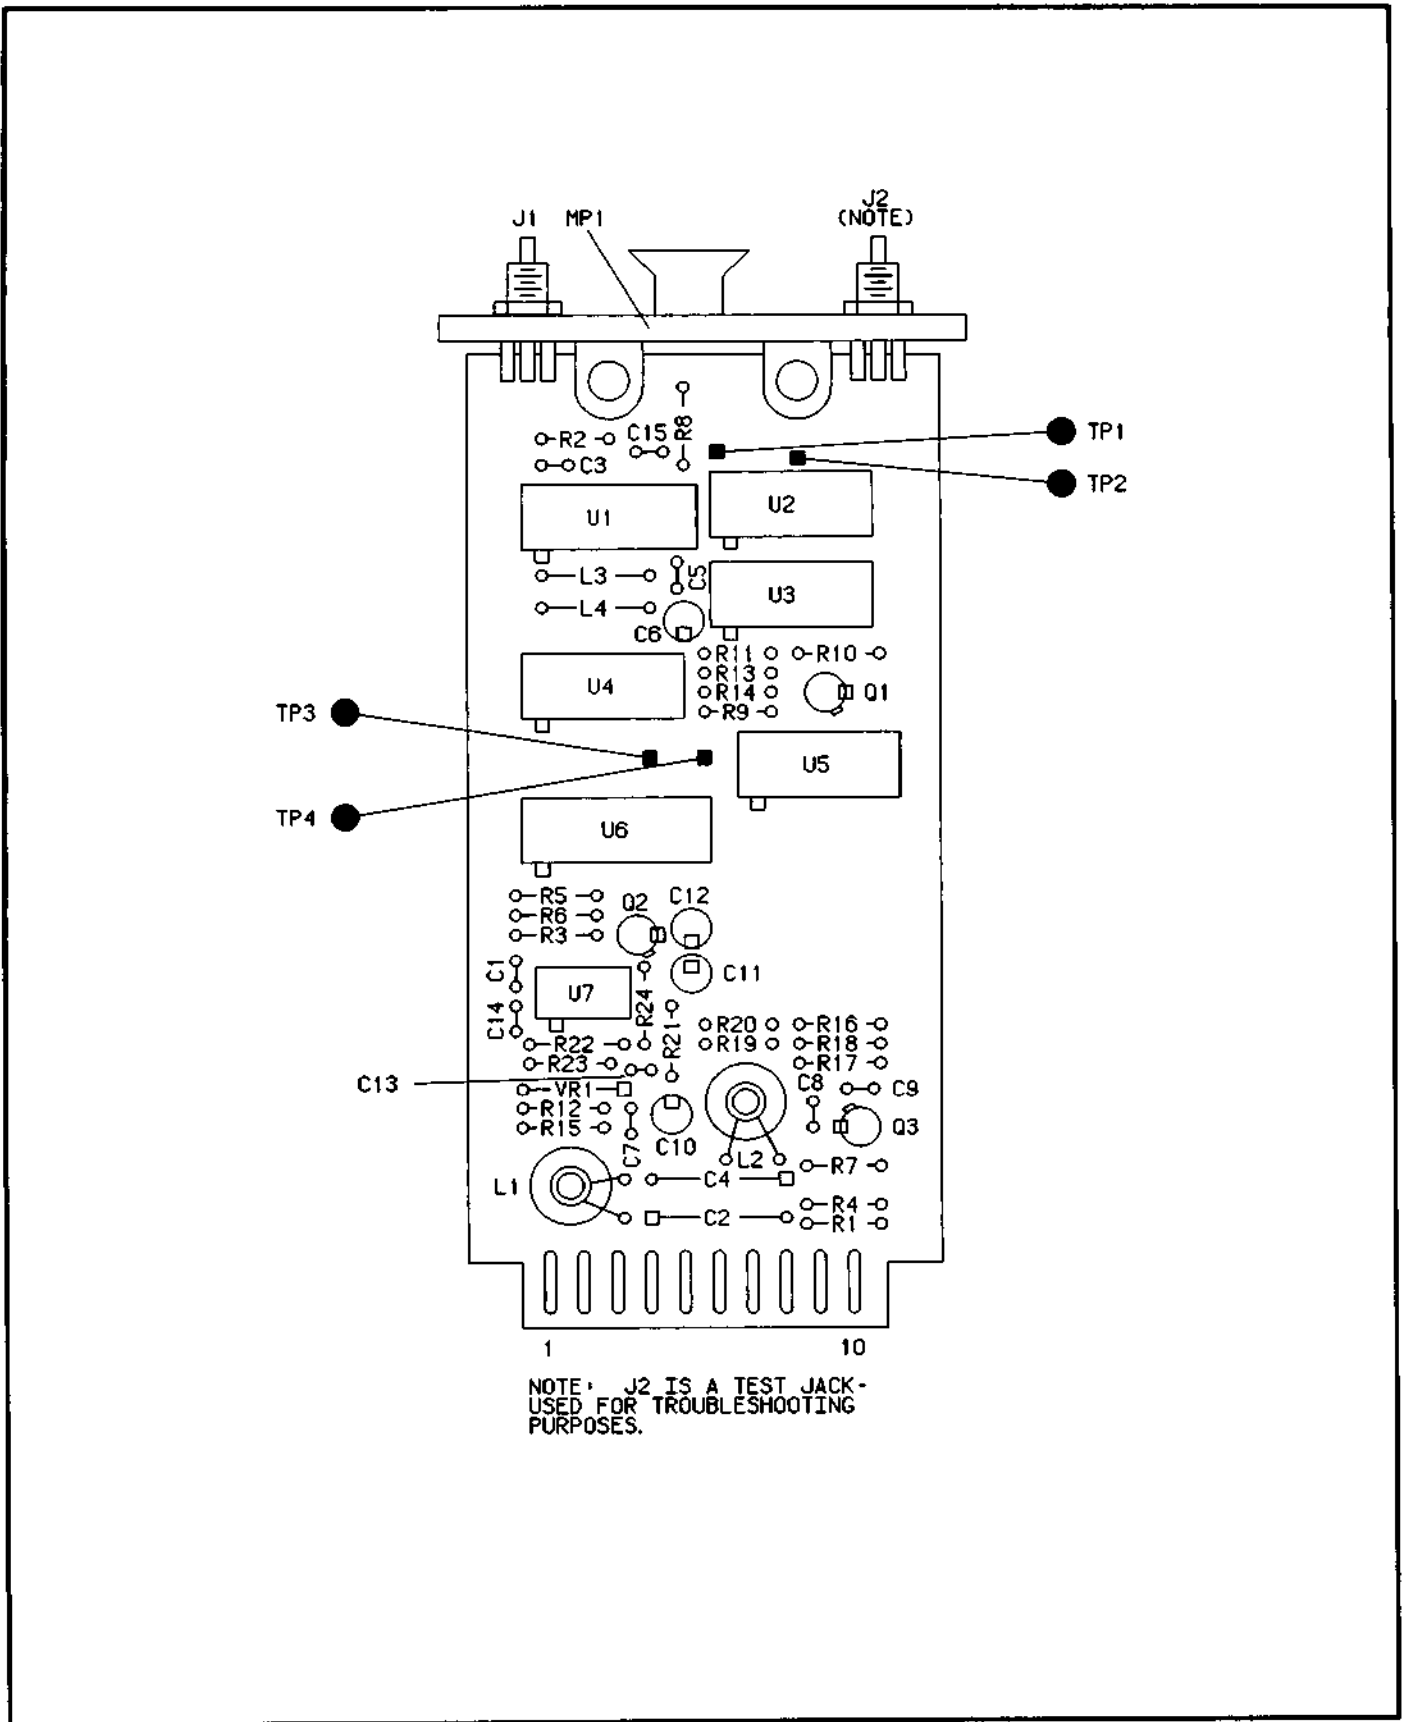 J1 MP1 J2
(NOTE)
R8
R2 C15
C3
TP1
TP2
U1 U2
L3 C5
U3
L4
C6
R11 R10
R13
U4 R14 Q1
R9
TP3
U5
TP4
U6
R5 Q2 C12
R6
R3
C1 U7 C11
C14 R24 R21
R20 R16
R22 R19 R18
R23 R17
C13 VR1 C8 C9
R12
R15 C7 C10 Q3
L2 R7
L1 C4
R4
C2 R1
1 10
NOTE: J2 IS A TEST JACK-
USED FOR TROUBLESHOOTING
PURPOSES.